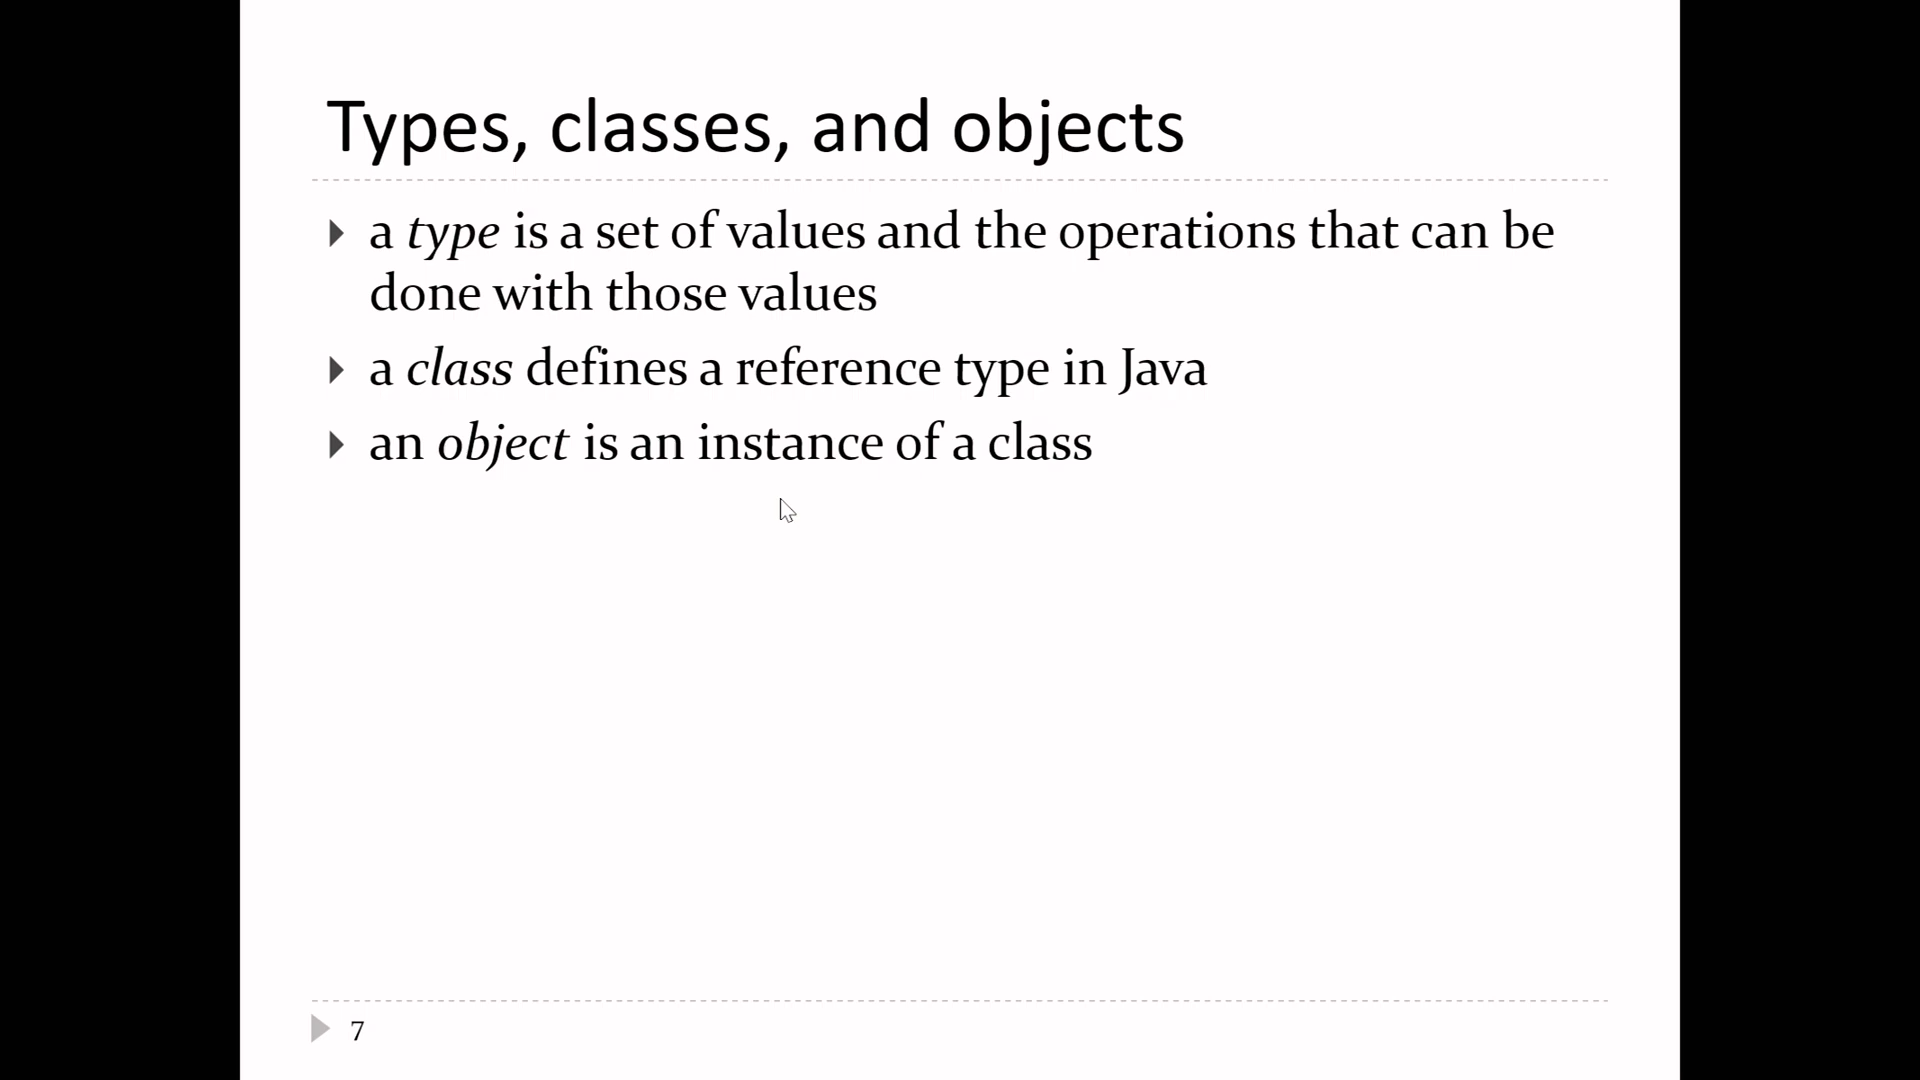 Types, classes, and objects
a type is a set of values and the operations that can be
done with those values
a class defines a reference type in Java
an object is an instance of a class
7